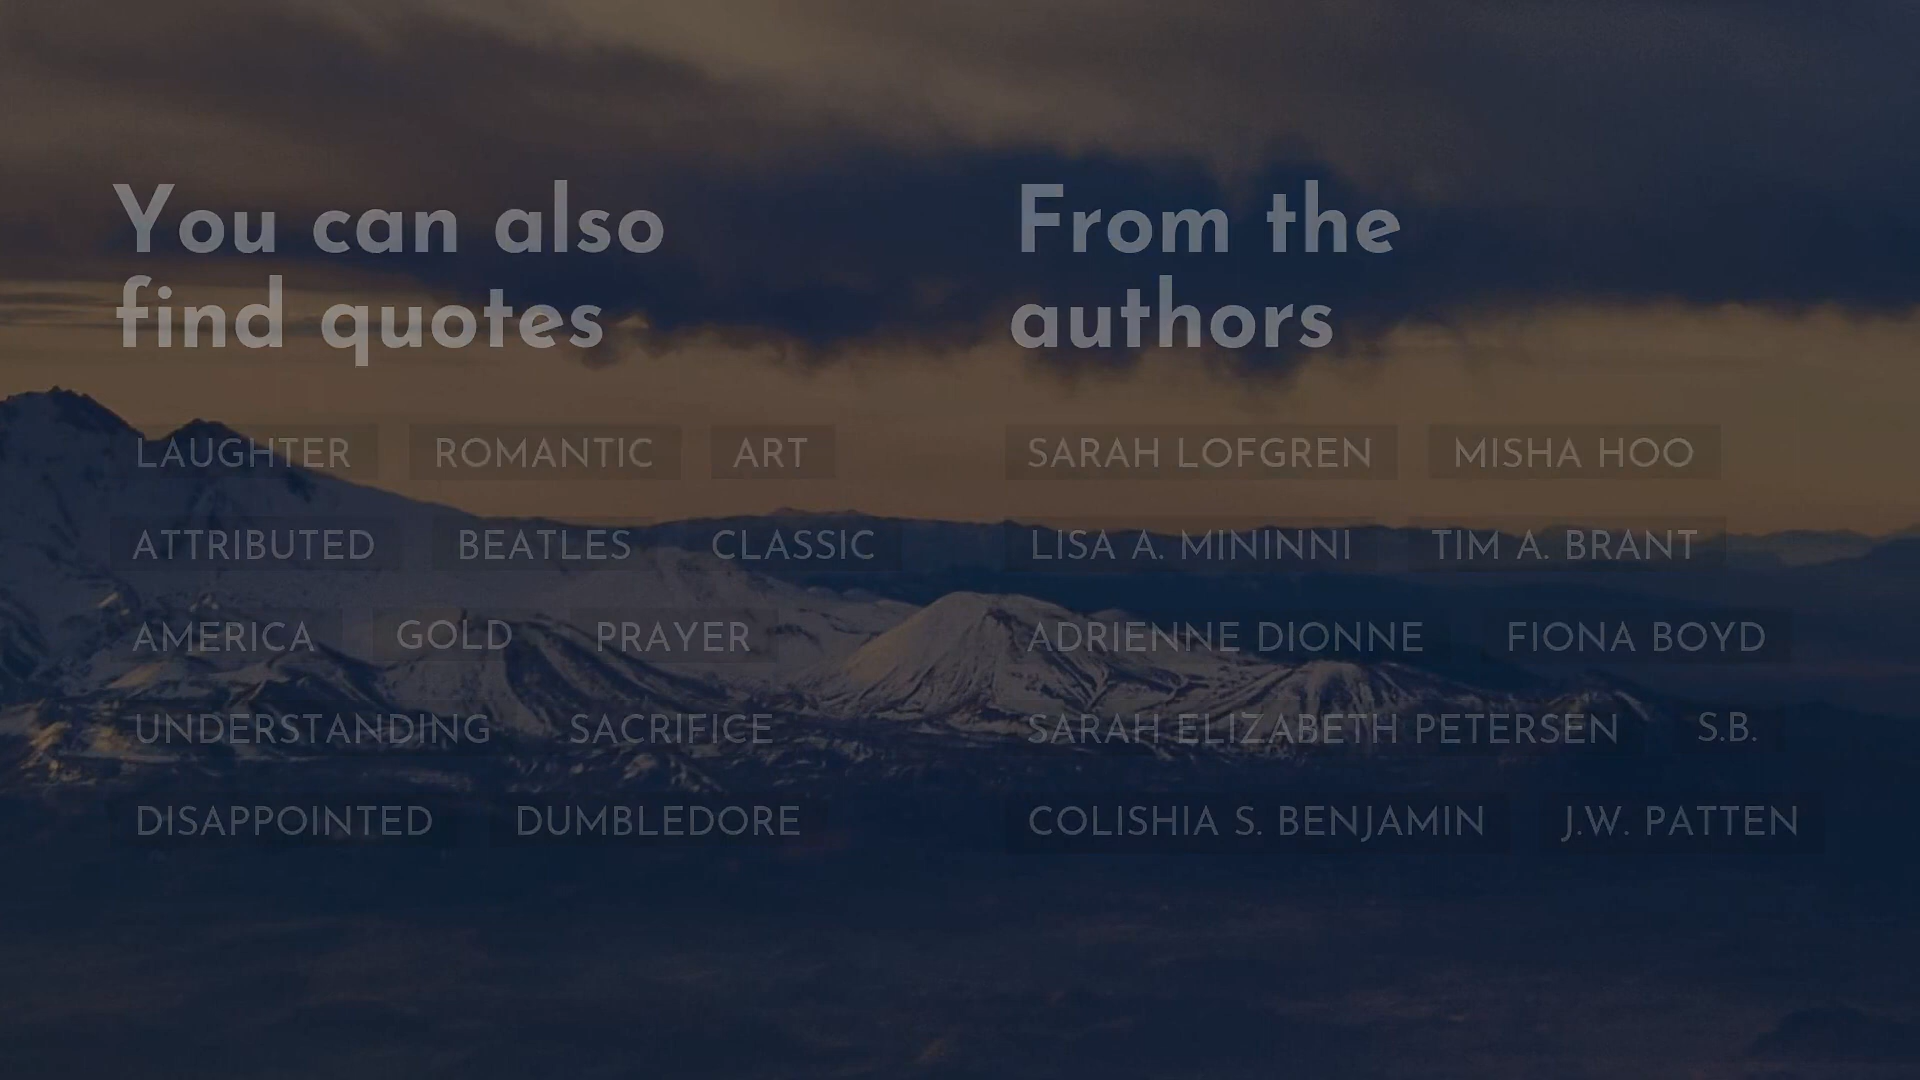 You can also
find quotes
LAUGHTER ROMANTIC ART
ATTRIBUTED BEATLES CLASSIC
AMERICA GOLD PRAYER
UNDERSTANDING SACRIFICE
DISAPPOINTED DUMBLEDORE
From the
authors
SARAH LOFGREN MISHA HOO
LISA A. MININNI TIM A. BRANT
ADRIENNE DIONNE FIONA BOYD
SARAH ELIZABETH PETERSEN S.B.
COLISHIA S. BENJAMIN J.W. PATTEN